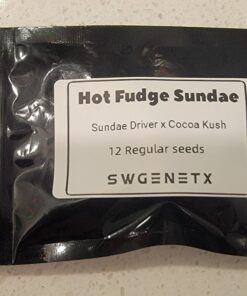 Hot Fudge Sundae
Sundae Driver x Cocoa Kush
12 Regular seeds
SWGENETX